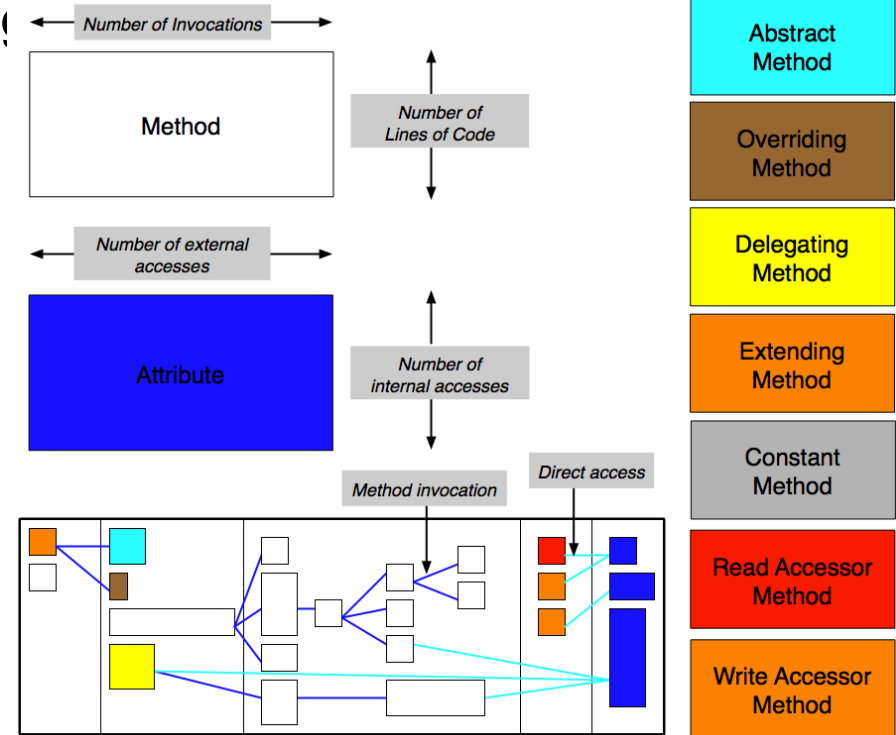 Number of Invocations
Method
Number of
Lines of Code
Number of external
accesses
Attribute
Number of
internal accesses
Method invocation
Direct access
Abstract
Method
Overriding
Method
Delegating
Method
Extending
Method
Constant
Method
Read Accessor
Method
Write Accessor
Method